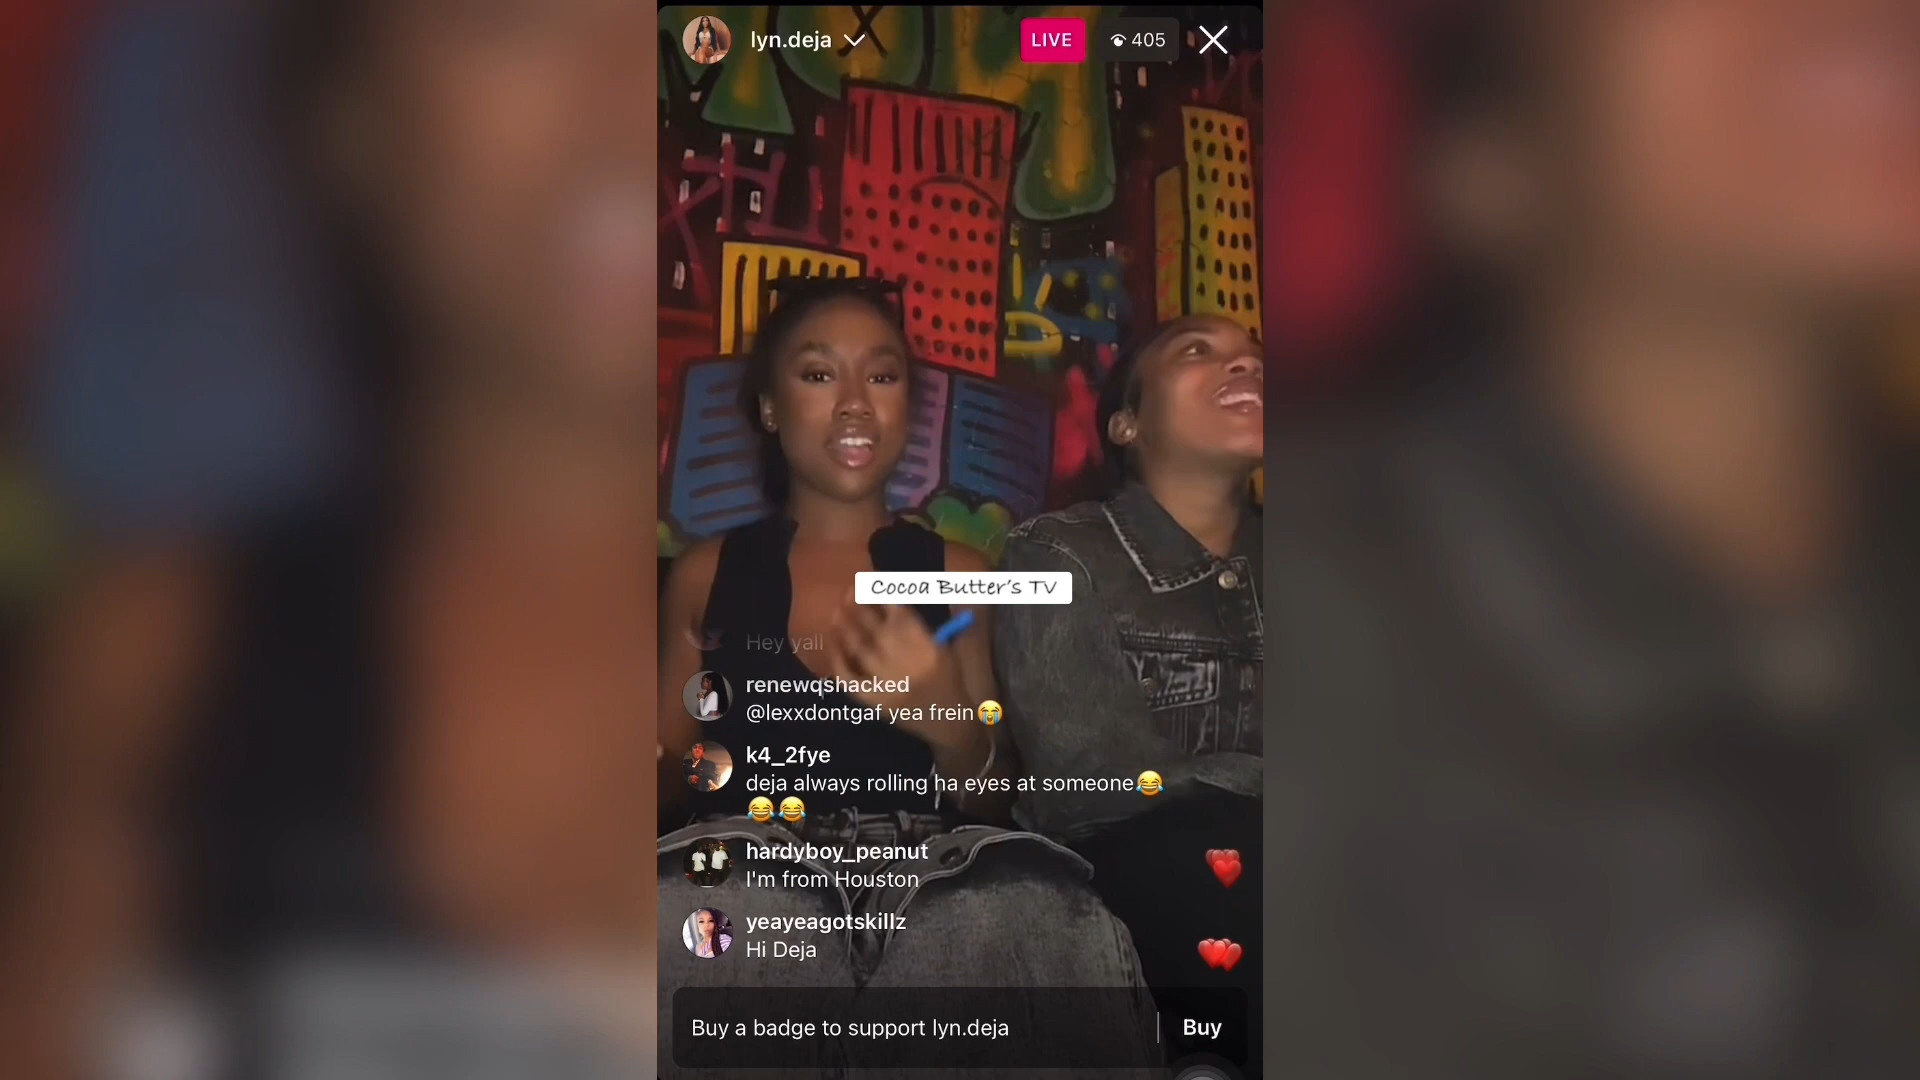 lyn.deja
LIVE
405
Cocoa Butter's TV
Hey yall
renewqshacked
@lexxdontgaf yea frein😭
k4_2fye
deja always rolling ha eyes at someone😂
😂😂
hardyboy_peanut
I'm from Houston
yeayeagotskillz
Hi Deja
Buy a badge to support lyn.deja
Buy